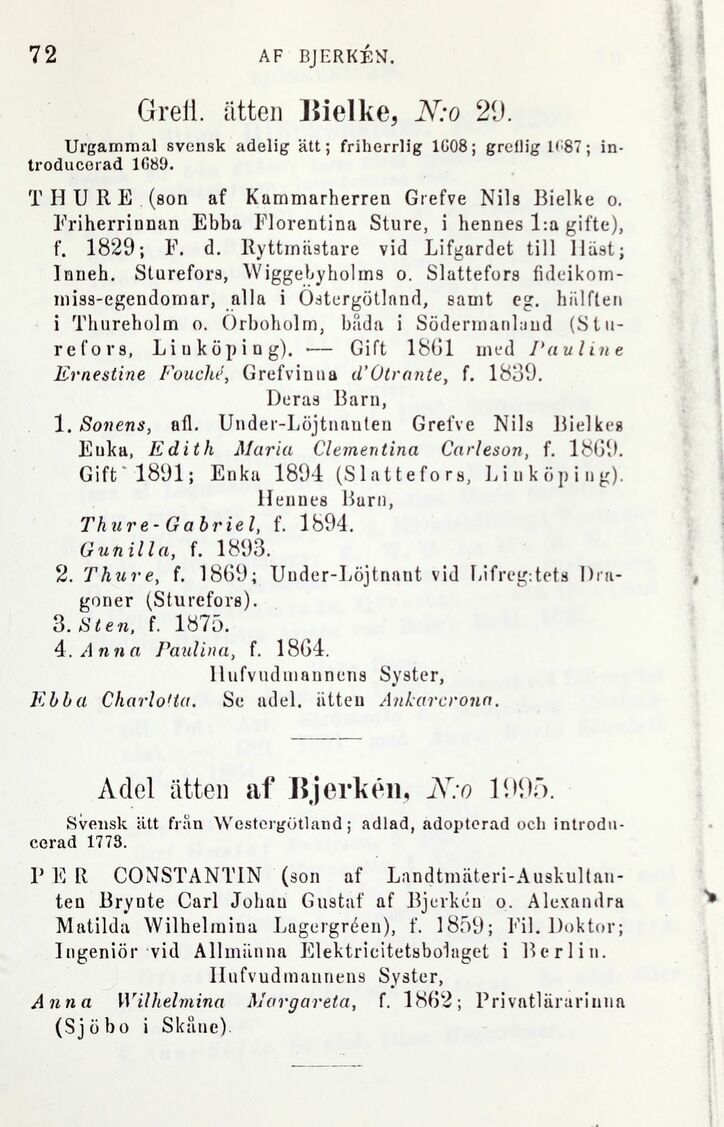 72
AF BJERKÉN.
Grefl. ätten Bielke, N:o 29.
Urgammal svensk adelig ätt; friherrlig 1608; greflig 1687; in-
troducerad 1689.
THURE (son af Kammarherren Grefve Nils Bielke o.
Friherrinnan Ebba Florentina Sture, i hennes 1:a gifte),
f. 1829; F. d. Ryttmästare vid Lifgardet till Häst;
Inneh. Sturefors, Wiggebyholms o. Slattefors fideikom-
miss-egendomar, alla i Östergötland, samt eg. hälften
i Thureholm o. Örboholm, båda i Södermanland (Stu-
refors, Linköping). — Gift 1861 med Pauline
Ernestine Fouché, Grefvinna d'Otrante, f. 1839.
Deras Barn,
1. Sonens, afl. Under-Löjtnanten Grefve Nils Bielkes
Enka, Edith Maria Clementina Carleson, f. 1869.
Gift 1891; Enka 1894 (Slattefors, Linköping).
Hennes Barn,
Thure-Gabriel, f. 1894.
Gunilla, f. 1893.
2. Thure, f. 1869; Under-Löjtnant vid Lifreg:tets Dra-
goner (Sturefors).
3. Sten, f. 1875.
4. Anna Paulina, f. 1864.
Hufvudmannens Syster,
Ebba Charlotta. Se adel. ätten Ankarcrona.
Adel ätten af Bjerkén, N:o 1995.
Svensk ätt från Westergötland; adlad, adopterad och introdu-
cerad 1773.
PER CONSTANTIN (son af Landtmäteri-Auskultan-
ten Brynte Carl Johan Gustaf af Bjerkén o. Alexandra
Matilda Wilhelmina Lagergréen), f. 1859; Fil. Doktor;
Ingeniör vid Allmänna Elektricitetsbolaget i Berlin.
Hufvudmannens Syster,
Anna Wilhelmina Margareta, f. 1862; Privatlärarinna
(Sjöbo i Skåne).